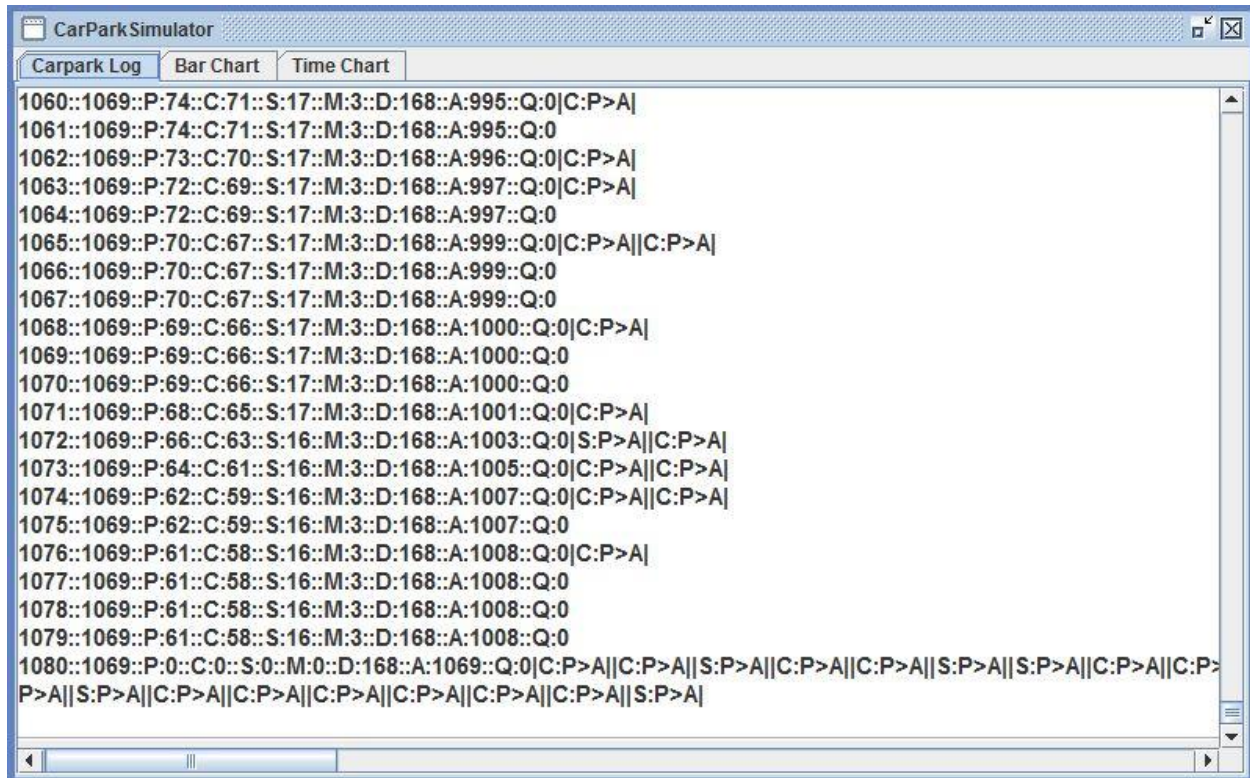 CarParkSimulator
Carpark Log Bar Chart Time Chart
1060::1069::P:74::C:71::S:17::M:3::D:168::A:995::Q:0|C:P>A|
1061::1069::P:74::C:71::S:17::M:3::D:168::A:995::Q:0
1062::1069::P:73::C:70::S:17::M:3::D:168::A:996::Q:0|C:P>A|
1063::1069::P:72::C:69::S:17::M:3::D:168::A:997::Q:0|C:P>A|
1064::1069::P:72::C:69::S:17::M:3::D:168::A:997::Q:0
1065::1069::P:70::C:67::S:17::M:3::D:168::A:999::Q:0|C:P>A||C:P>A|
1066::1069::P:70::C:67::S:17::M:3::D:168::A:999::Q:0
1067::1069::P:70::C:67::S:17::M:3::D:168::A:999::Q:0
1068::1069::P:69::C:66::S:17::M:3::D:168::A:1000::Q:0|C:P>A|
1069::1069::P:69::C:66::S:17::M:3::D:168::A:1000::Q:0
1070::1069::P:69::C:66::S:17::M:3::D:168::A:1000::Q:0
1071::1069::P:68::C:65::S:17::M:3::D:168::A:1001::Q:0|C:P>A|
1072::1069::P:66::C:63::S:16::M:3::D:168::A:1003::Q:0|S:P>A||C:P>A|
1073::1069::P:64::C:61::S:16::M:3::D:168::A:1005::Q:0|C:P>A||C:P>A|
1074::1069::P:62::C:59::S:16::M:3::D:168::A:1007::Q:0|C:P>A||C:P>A|
1075::1069::P:62::C:59::S:16::M:3::D:168::A:1007::Q:0
1076::1069::P:61::C:58::S:16::M:3::D:168::A:1008::Q:0|C:P>A|
1077::1069::P:61::C:58::S:16::M:3::D:168::A:1008::Q:0
1078::1069::P:61::C:58::S:16::M:3::D:168::A:1008::Q:0
1079::1069::P:61::C:58::S:16::M:3::D:168::A:1008::Q:0
1080::1069::P:0::C:0::S:0::M:0::D:168::A:1069::Q:0|C:P>A||C:P>A||S:P>A||C:P>A||C:P>A||S:P>A||S:P>A||C:P>A||C:P>
P>A||S:P>A||C:P>A||C:P>A||C:P>A||C:P>A||C:P>A||C:P>A||S:P>A|